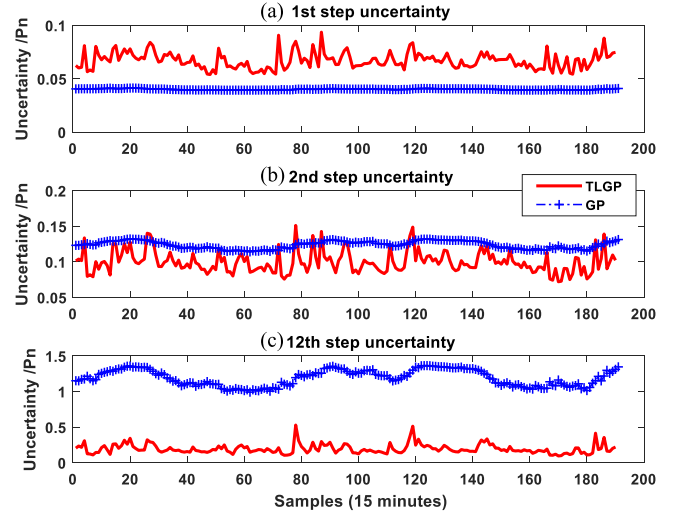 (a) 1st step uncertainty
Uncertainty /Pn
0.1
0.05
0
0 20 40 60 80 100 120 140 160 180 200
(b) 2nd step uncertainty
Uncertainty /Pn
0.2
0.15
0.1
0.05
TLGP
GP
0 20 40 60 80 100 120 140 160 180 200
(c) 12th step uncertainty
Uncertainty /Pn
1.5
1
0.5
0
0 20 40 60 80 100 120 140 160 180 200
Samples (15 minutes)